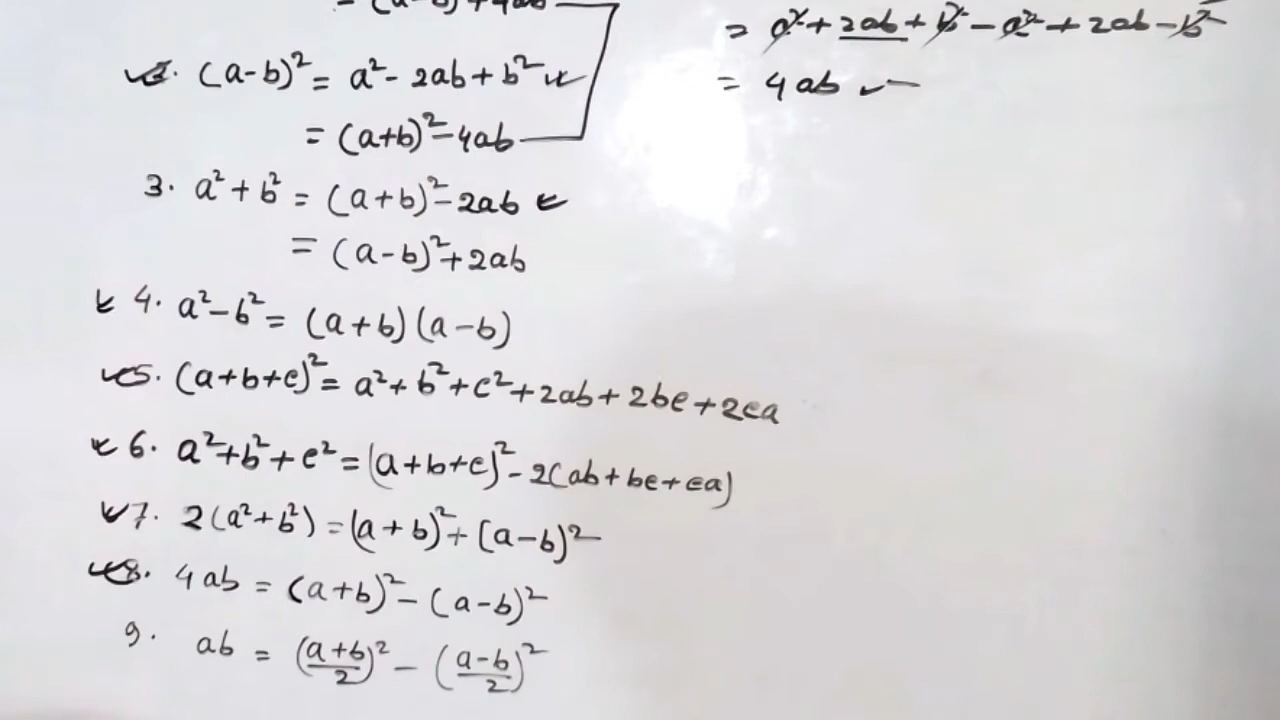 = (a-b)²+4ab
2. (a-b)² = a² - 2ab + b²
= (a+b)² - 4ab
3. a² + b² = (a+b)² - 2ab
= (a-b)² + 2ab
4. a² - b² = (a+b)(a-b)
5. (a+b+c)² = a² + b² + c² + 2ab + 2bc + 2ca
6. a² + b² + c² = (a+b+c)² - 2(ab+bc+ca)
7. 2(a²+b²) = (a+b)² + (a-b)²
8. 4ab = (a+b)² - (a-b)²
9. ab = ((a+b)/2)² - ((a-b)/2)²
= a² + 2ab + b² - a² + 2ab - b²
= 4ab